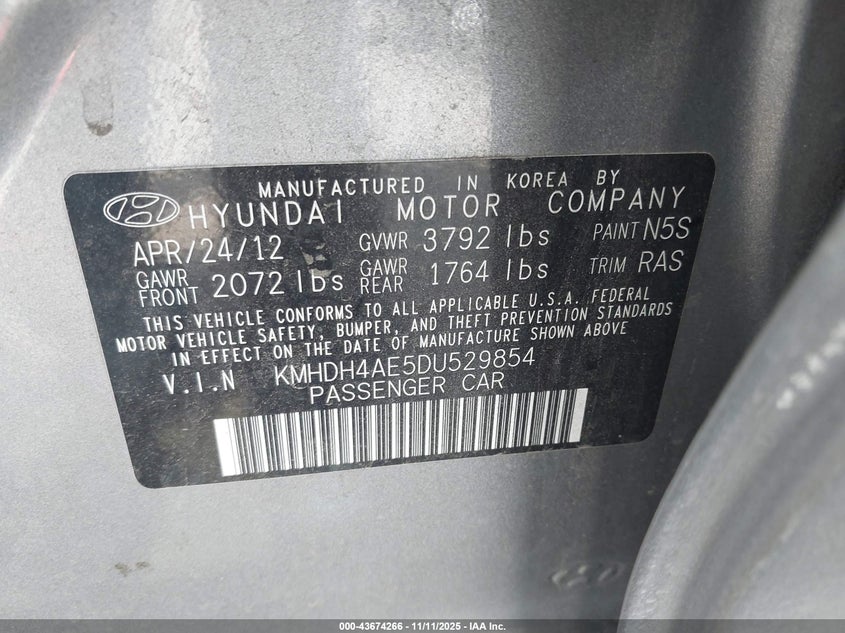 MANUFACTURED IN KOREA BY
HYUNDAI MOTOR COMPANY
APR/24/12 GVWR 3792 lbs PAINT N5S
GAWR FRONT 2072 lbs GAWR REAR 1764 lbs TRIM RAS
THIS VEHICLE CONFORMS TO ALL APPLICABLE U.S.A. FEDERAL
MOTOR VEHICLE SAFETY, BUMPER, AND THEFT PREVENTION STANDARDS
IN EFFECT ON THE DATE OF MANUFACTURE SHOWN ABOVE
V.I.N KMHDH4AE5DU529854
PASSENGER CAR
000-43674266 - 11/11/2025 - IAA Inc.